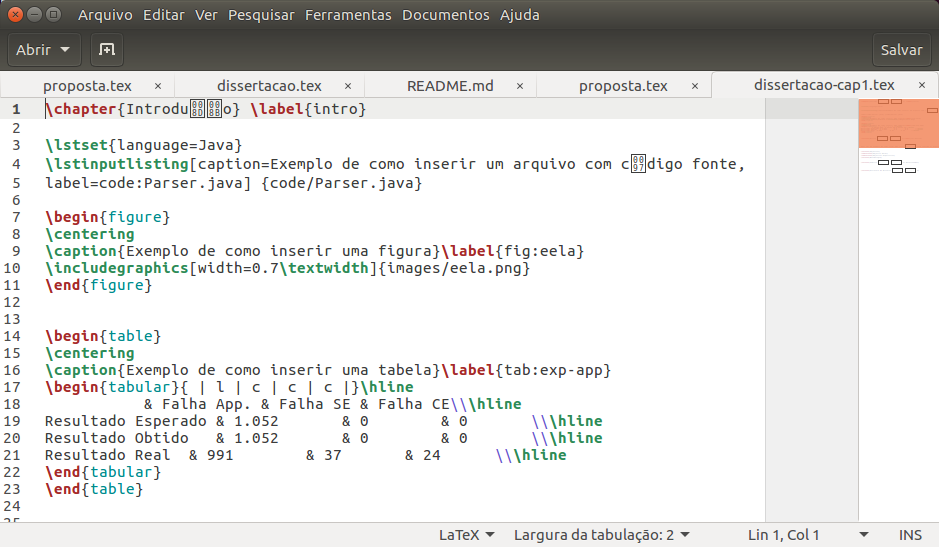 Arquivo Editar Ver Pesquisar Ferramentas Documentos Ajuda
Abrir Salvar
proposta.tex × dissertacao.tex × README.md × proposta.tex × dissertacao-cap1.tex ×
1 \chapter{Introdu\u008D\u008Bo} \label{intro}
2
3 \lstset{language=Java}
4 \lstinputlisting[caption=Exemplo de como inserir um arquivo com c\u0097digo fonte,
5 label=code:Parser.java] {code/Parser.java}
6
7 \begin{figure}
8 \centering
9 \caption{Exemplo de como inserir uma figura}\label{fig:eela}
10 \includegraphics[width=0.7\textwidth]{images/eela.png}
11 \end{figure}
12
13
14 \begin{table}
15 \centering
16 \caption{Exemplo de como inserir uma tabela}\label{tab:exp-app}
17 \begin{tabular}{ | l | c | c | c |}\hline
18 & Falha App. & Falha SE & Falha CE\\\hline
19 Resultado Esperado & 1.052 & 0 & 0 \\\hline
20 Resultado Obtido & 1.052 & 0 & 0 \\\hline
21 Resultado Real & 991 & 37 & 24 \\\hline
22 \end{tabular}
23 \end{table}
24
LaTeX Largura da tabulação: 2 Lin 1, Col 1 INS